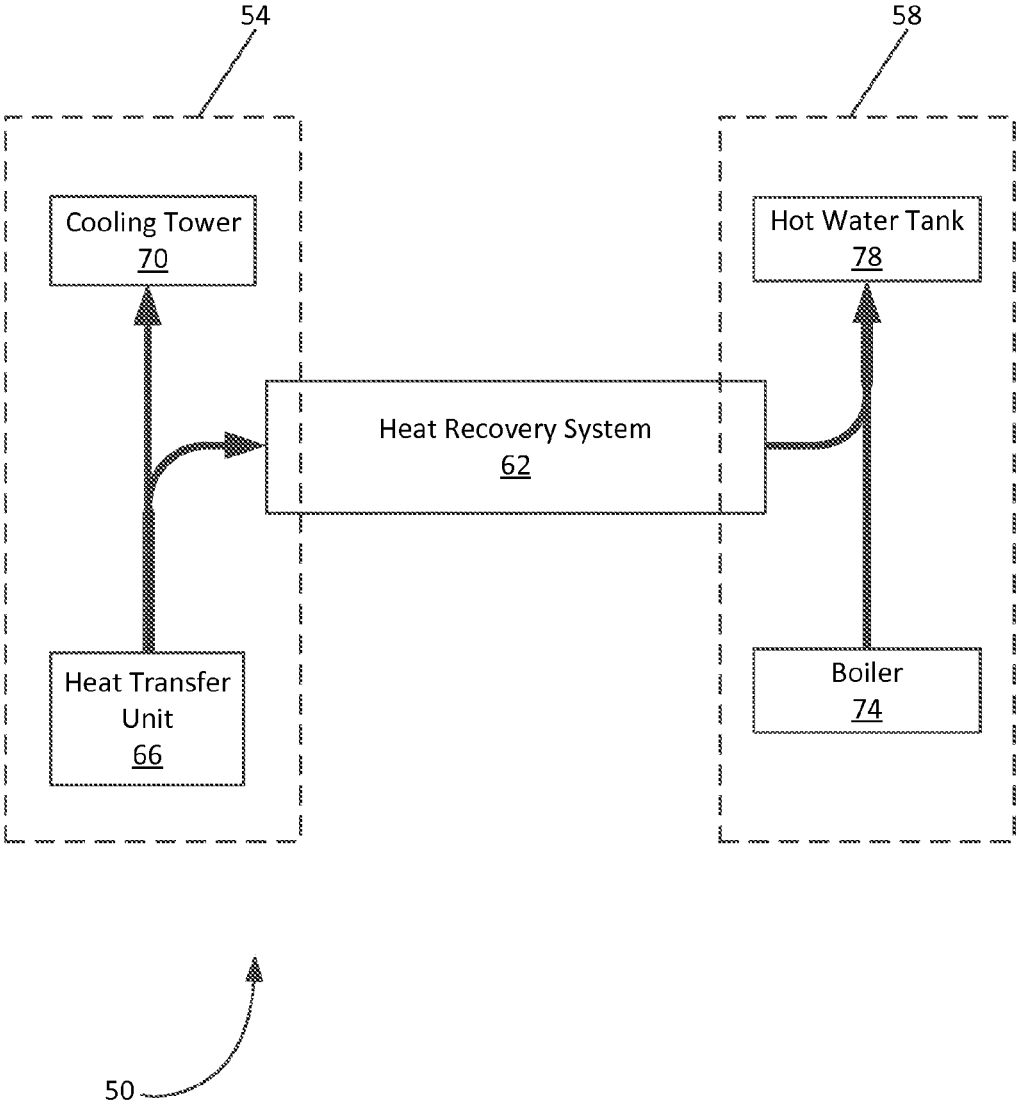 54
58
Cooling Tower
70
Hot Water Tank
78
Heat Recovery System
62
Heat Transfer
Unit
66
Boiler
74
50